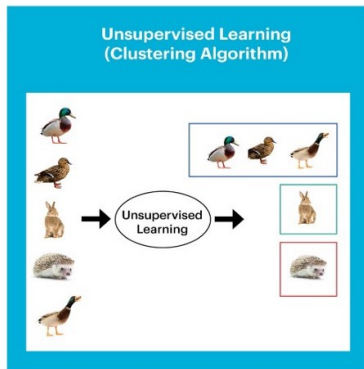 Unsupervised Learning
(Clustering Algorithm)
Unsupervised
Learning